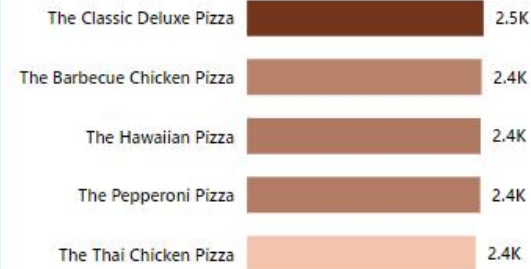 The Classic Deluxe Pizza 2.5K
The Barbecue Chicken Pizza 2.4K
The Hawaiian Pizza 2.4K
The Pepperoni Pizza 2.4K
The Thai Chicken Pizza 2.4K